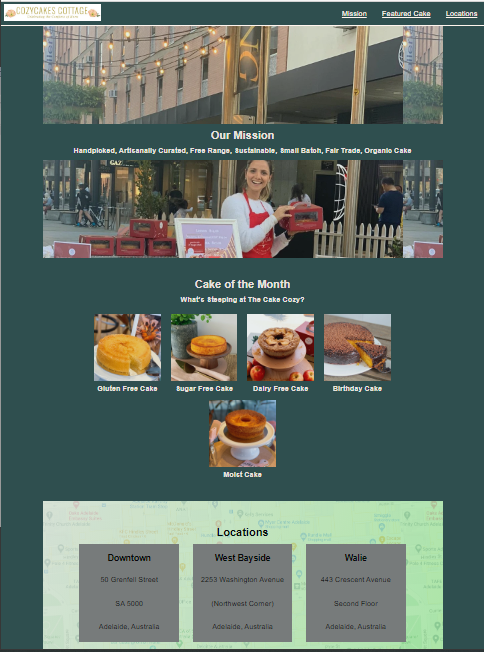 COZYCAKES COTTAGE
Mission Featured Cake Locations
Our Mission
Handpicked, Artisanally Curated, Free Range, Sustainable, Small Batch, Fair Trade, Organic Cake
Cake of the Month
What's Steeping at The Cake Cozy?
Gluten Free Cake Sugar Free Cake Dairy Free Cake Birthday Cake
Moist Cake
Locations
Downtown West Bayside Walie
50 Grenfell Street 2253 Washington Avenue 443 Crescent Avenue
SA 5000 (Northwest Corner) Second Floor
Adelaide, Australia Adelaide, Australia Adelaide, Australia